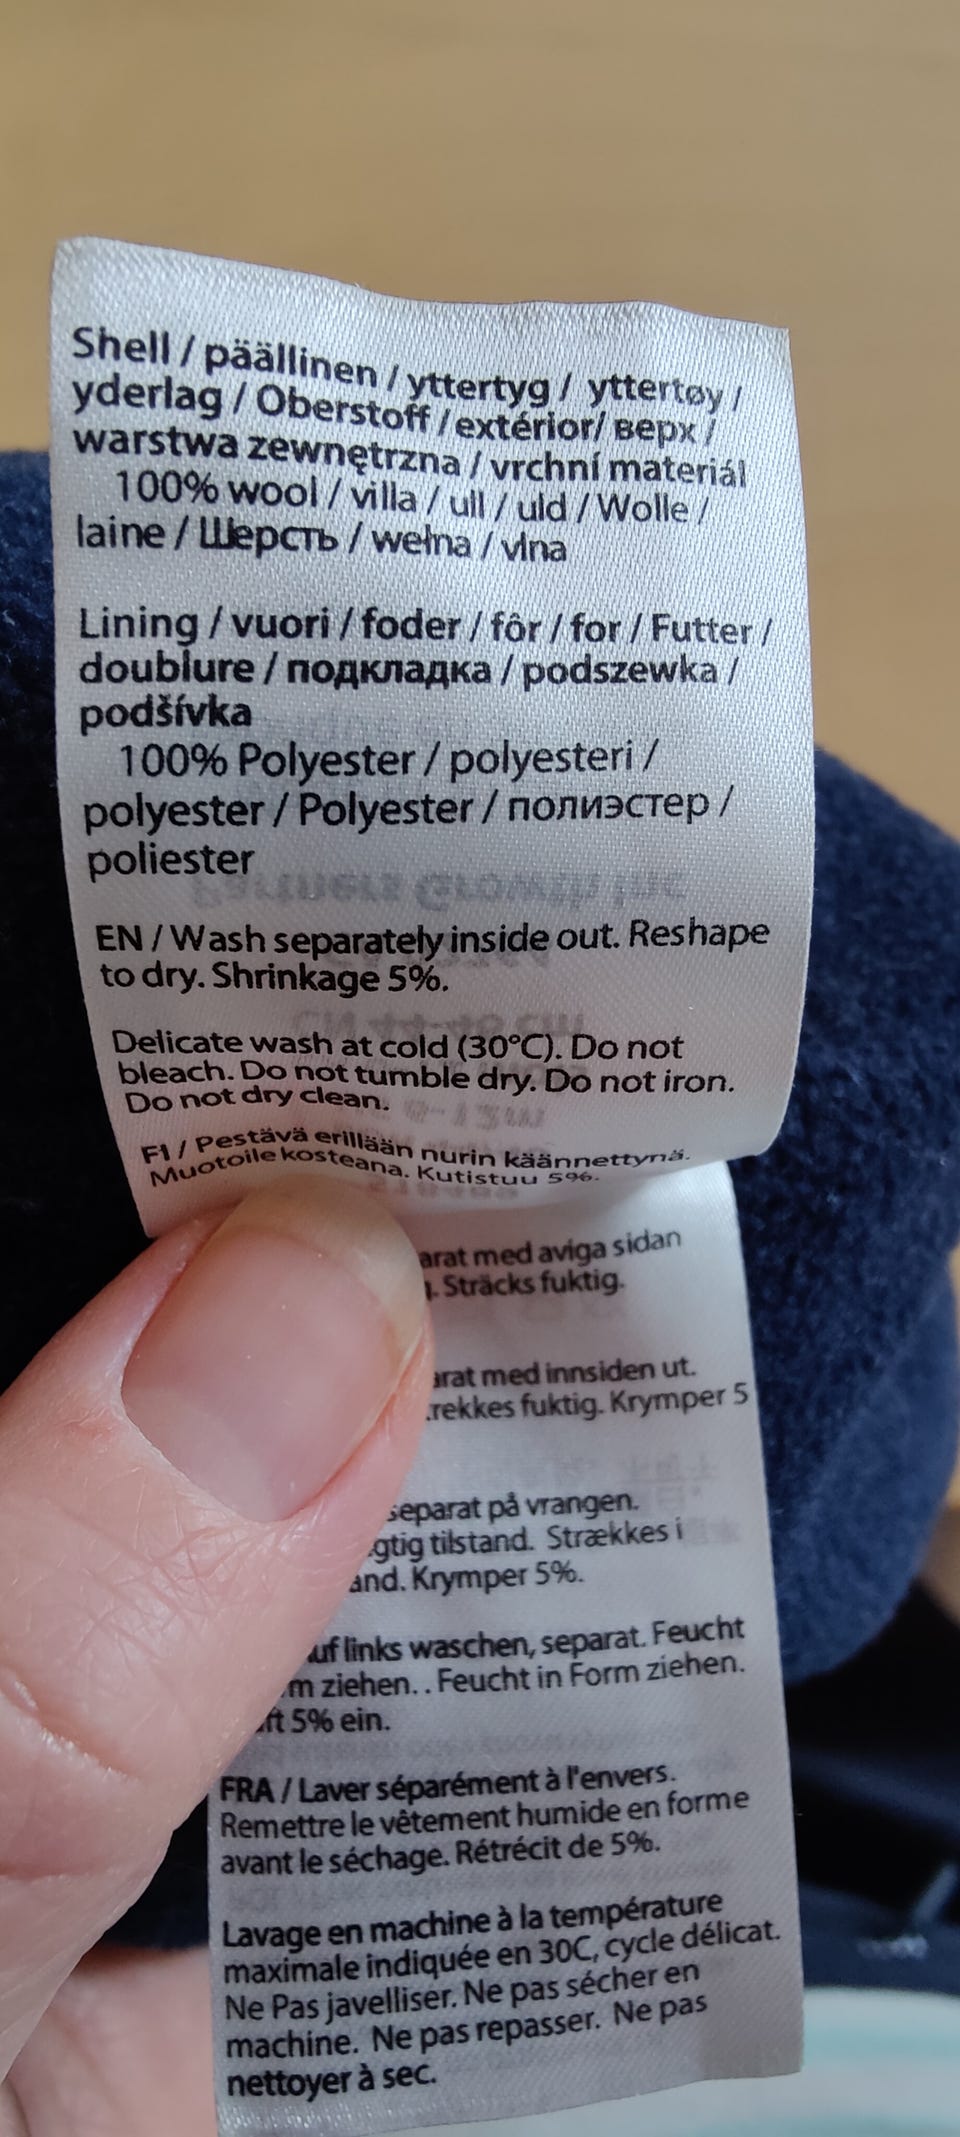 Shell / päällinen / yttertyg / yttertøy /
yderlag / Oberstoff / extérior/ верх /
warstwa zewnętrzna / vrchní materiál
100% wool / villa / ull / uld / Wolle /
laine / Шерсть / wełna / vlna
Lining / vuori / foder / fôr / for / Futter /
doublure / подкладка / podszewka /
podšívka
100% Polyester / polyesteri /
polyester / Polyester / полиэстер /
poliester
EN / Wash separately inside out. Reshape
to dry. Shrinkage 5%.
Delicate wash at cold (30°C). Do not
bleach. Do not tumble dry. Do not iron.
Do not dry clean.
FI / Pestävä erillään nurin käännettynä.
Muotoile kosteana. Kutistuu 5%.
med aviga sidan
Sträcks fuktig.
med innsiden ut.
fuktig. Krymper 5
separat på vrangen.
tilstand. Strækkes i
Krymper 5%.
links waschen, separat. Feucht
ziehen. . Feucht in Form ziehen.
5% ein.
FRA / Laver séparément à l'envers.
Remettre le vêtement humide en forme
avant le séchage. Rétrécit de 5%.
Lavage en machine à la température
maximale indiquée en 30C, cycle délicat.
Ne Pas javelliser. Ne pas sécher en
machine. Ne pas repasser. Ne pas
nettoyer à sec.